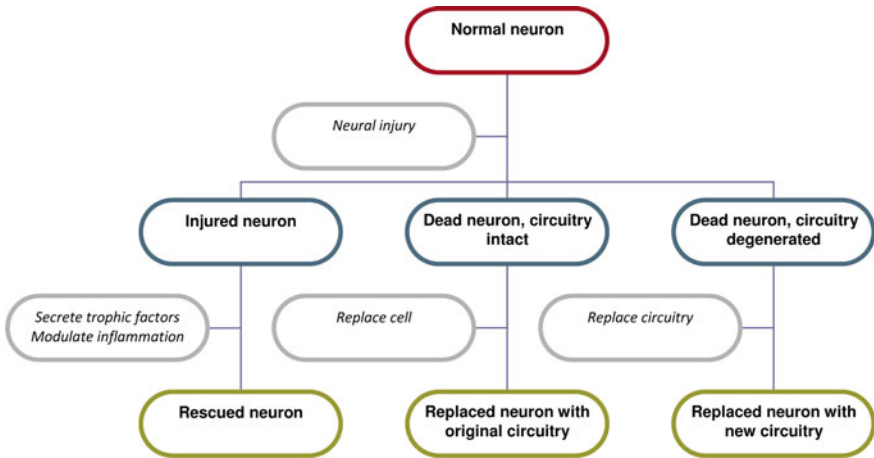 Normal neuron
Neural injury
Injured neuron
Dead neuron, circuitry
intact
Dead neuron, circuitry
degenerated
Secrete trophic factors
Modulate inflammation
Replace cell
Replace circuitry
Rescued neuron
Replaced neuron with
original circuitry
Replaced neuron with
new circuitry